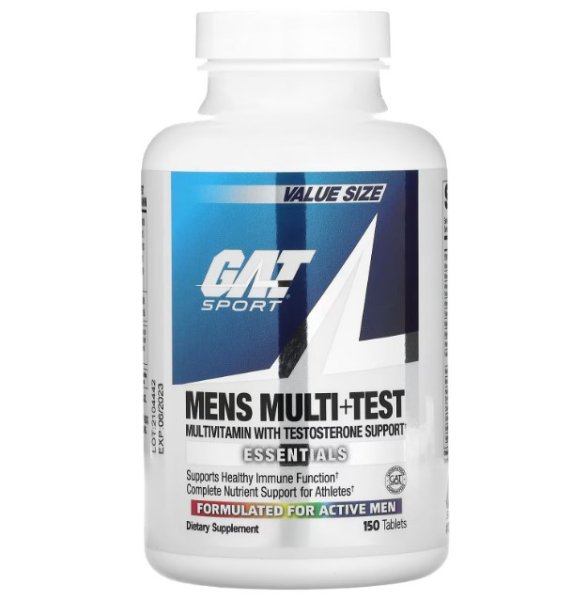 VALUE SIZE
GAT
SPORT
MENS MULTI+TEST
MULTIVITAMIN WITH TESTOSTERONE SUPPORT†
ESSENTIALS
Supports Healthy Immune Function†
Complete Nutrient Support for Athletes†
GAT
FORMULATED FOR ACTIVE MEN
Dietary Supplement
150 Tablets
LOT:2104442
EXP:06/2023